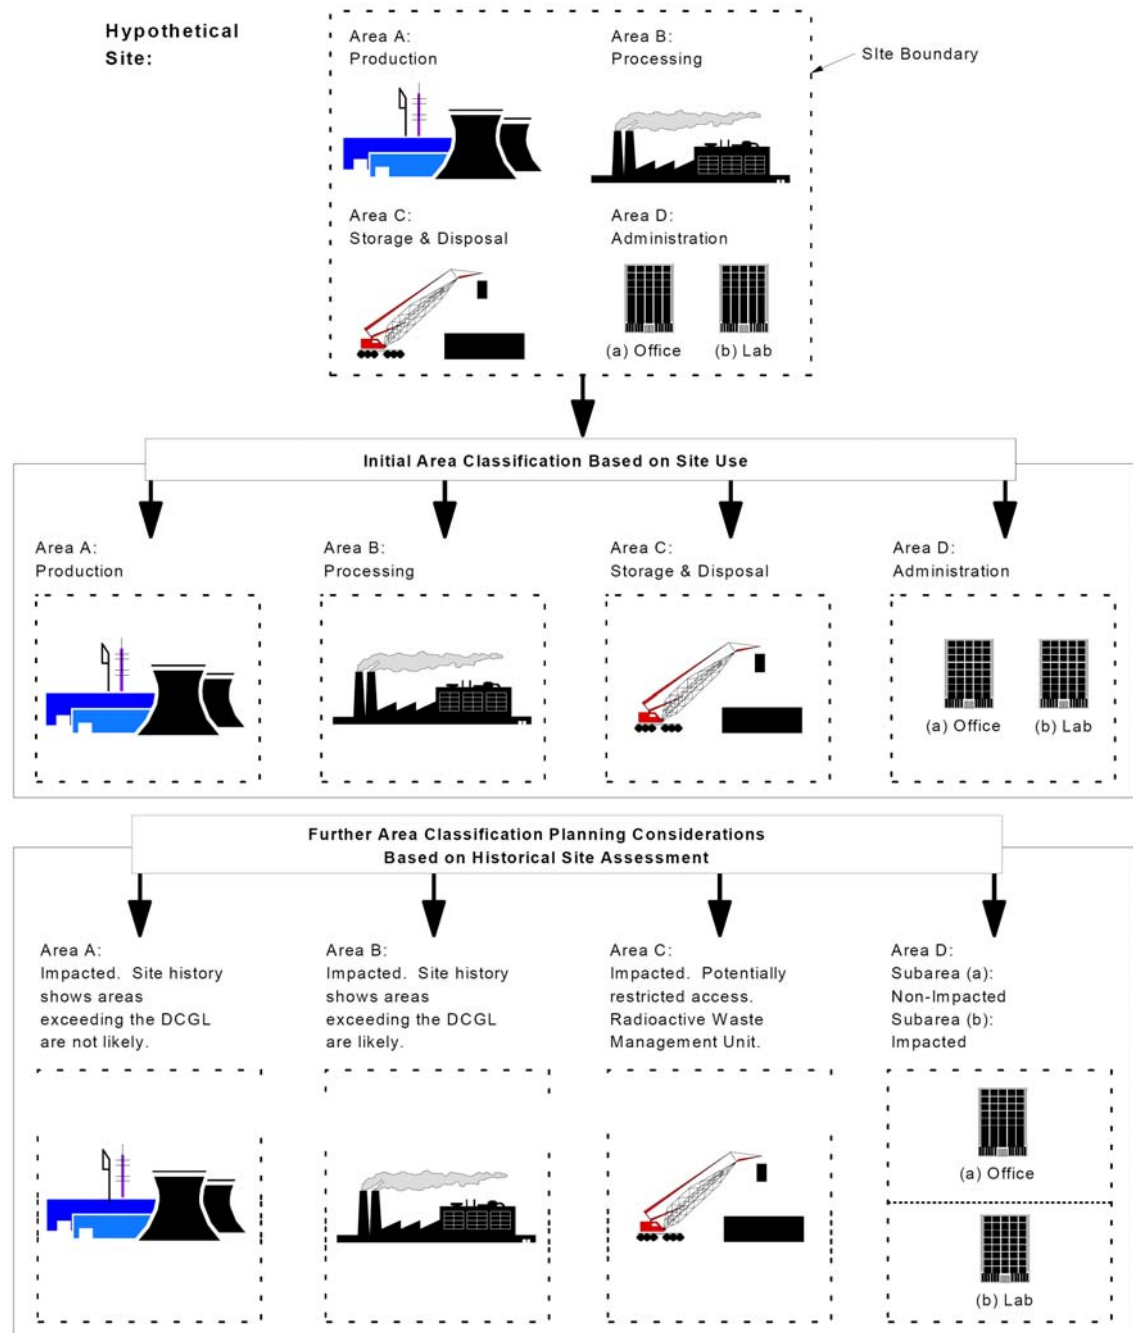 Hypothetical
Site:
Area A:
Production
Area B:
Processing
SIte Boundary
Area C:
Storage & Disposal
Area D:
Administration
(a) Office
(b) Lab
Initial Area Classification Based on Site Use
Area A:
Production
Area B:
Processing
Area C:
Storage & Disposal
Area D:
Administration
(a) Office
(b) Lab
Further Area Classification Planning Considerations
Based on Historical Site Assessment
Area A:
Impacted. Site history
shows areas
exceeding the DCGL
are not likely.
Area B:
Impacted. Site history
shows areas
exceeding the DCGL
are likely.
Area C:
Impacted. Potentially
restricted access.
Radioactive Waste
Management Unit.
Area D:
Subarea (a):
Non-Impacted
Subarea (b):
Impacted
(a) Office
(b) Lab